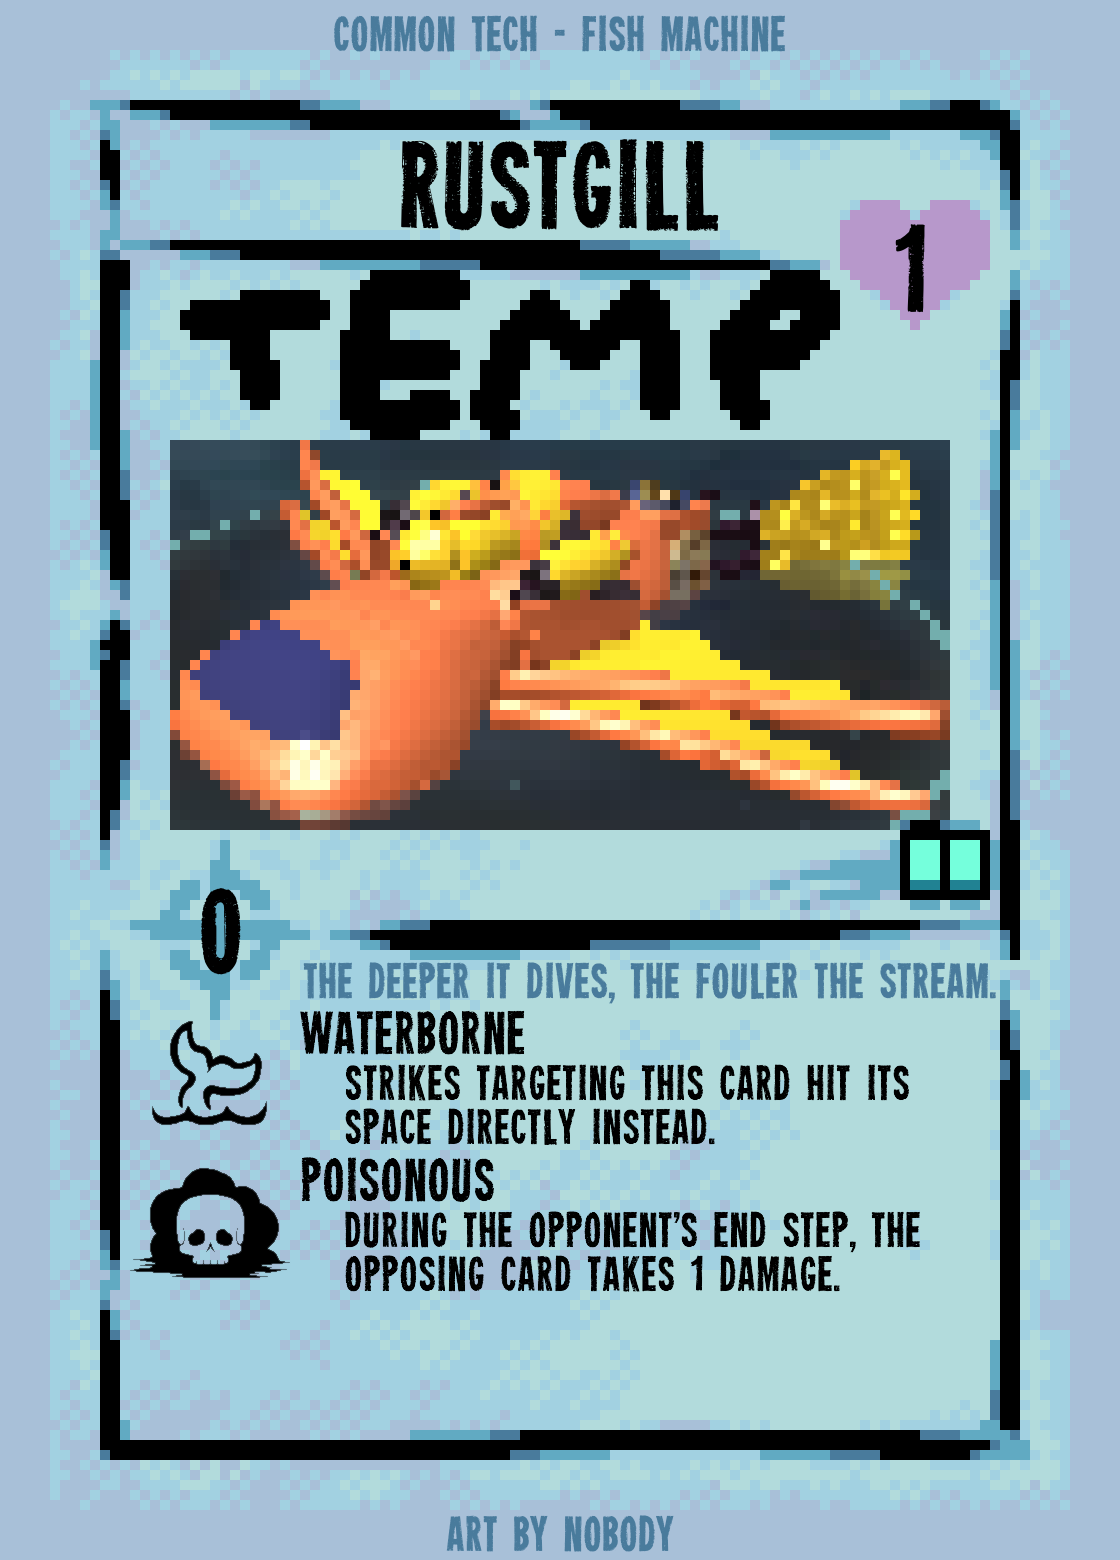 COMMON TECH - FISH MACHINE
RUSTGILL
1
TEMP
0
THE DEEPER IT DIVES, THE FOULER THE STREAM.
WATERBORNE
STRIKES TARGETING THIS CARD HIT ITS
SPACE DIRECTLY INSTEAD.
POISONOUS
DURING THE OPPONENT'S END STEP, THE
OPPOSING CARD TAKES 1 DAMAGE.
ART BY NOBODY